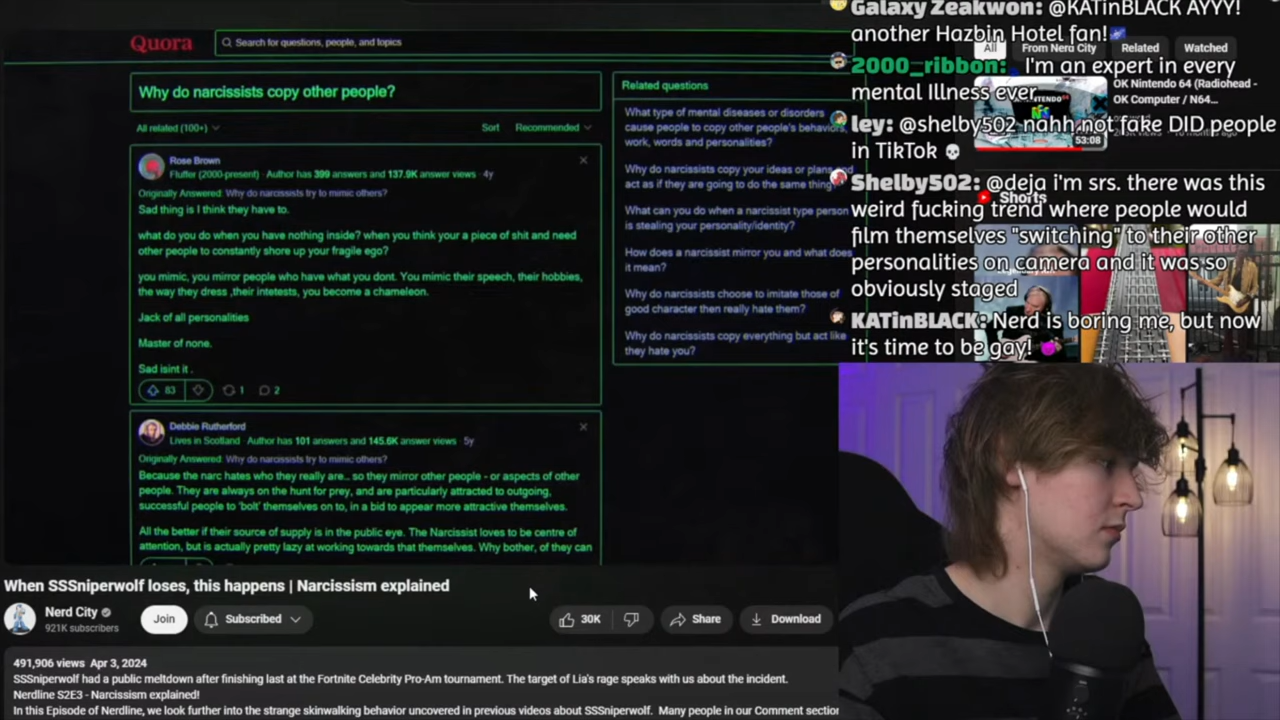 Quora
Search for questions, people, and topics
Why do narcissists copy other people?
All related (100+)
Sort
Recommended
Rose Brown
Fluffer (2000-present) · Author has 399 answers and 137.9K answer views · 4y
Originally Answered: Why do narcissists try to mimic others?
Sad thing is I think they have to.
what do you do when you have nothing inside? when you think your a piece of shit and need
other people to constantly shore up your fragile ego?
you mimic, you mirror people who have what you dont. You mimic their speech, their hobbies,
the way they dress ,their intetests, you become a chameleon.
Jack of all personalities
Master of none.
Sad isint it .
83
1
2
Debbie Rutherford
Lives in Scotland · Author has 101 answers and 145.6K answer views · 5y
Originally Answered: Why do narcissists try to mimic others?
Because the narc hates who they really are.. so they mirror other people - or aspects of other
people. They are always on the hunt for prey, and are particularly attracted to outgoing,
successful people to 'bolt' themselves on to, in a bid to appear more attractive themselves.
All the better if their source of supply is in the public eye. The Narcissist loves to be centre of
attention, but is actually pretty lazy at working towards that themselves. Why bother, of they can
Related questions
What type of mental diseases or disorders
cause people to copy other people's behaviors,
work, words and personalities?
Why do narcissists copy your ideas or plans and
act as if they are going to do the same thing
What can you do when a narcissist type person
is stealing your personality/identity?
How does a narcissist mirror you and what does
it mean?
Why do narcissists choose to imitate those of
good character then really hate them?
Why do narcissists copy everything but act like
they hate you?
Galaxy Zeakwon: @KATinBLACK AYYY!
another Hazbin Hotel fan!
2000_ribbon: I'm an expert in every
mental Illness ever
ley: @shelby502 nahh not fake DID people
in TikTok
Shelby502: @deja i'm srs. there was this
weird fucking trend where people would
film themselves "switching" to their other
personalities on camera and it was so
obviously staged
KATinBLACK: Nerd is boring me, but now
it's time to be gay!
All
From Nerd City
Related
Watched
OK Nintendo 64 (Radiohead -
OK Computer / N64...
53:08
Shorts
When SSSniperwolf loses, this happens | Narcissism explained
Nerd City
921K subscribers
Join
Subscribed
30K
Share
Download
491,906 views Apr 3, 2024
SSSniperwolf had a public meltdown after finishing last at the Fortnite Celebrity Pro-Am tournament. The target of Lia's rage speaks with us about the incident.
Nerdline S2E3 - Narcissism explained!
In this Episode of Nerdline, we look further into the strange skinwalking behavior uncovered in previous videos about SSSniperwolf. Many people in our Comment section